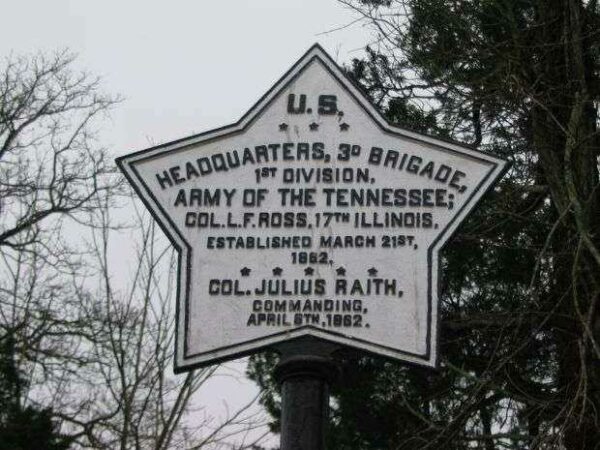 U.S.
HEADQUARTERS, 3D BRIGADE,
1ST DIVISION,
ARMY OF THE TENNESSEE;
COL. L.F. ROSS, 17TH ILLINOIS,
ESTABLISHED MARCH 21ST,
1862.
COL. JULIUS RAITH,
COMMANDING,
APRIL 6TH, 1862.